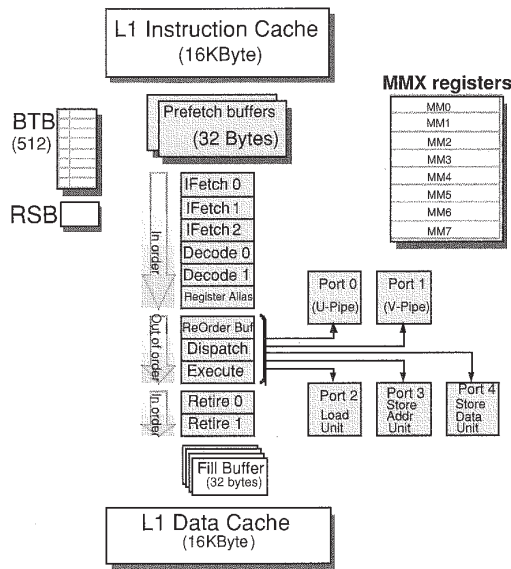 L1 Instruction Cache
(16KByte)
MMX registers
Prefetch buffers
(32 Bytes)
BTB
(512)
RSB
MM0
MM1
MM2
MM3
MM4
MM5
MM6
MM7
In order
IFetch 0
IFetch 1
IFetch 2
Decode 0
Decode 1
Register Alias
Out of order
ReOrder Buf
Dispatch
Execute
In order
Retire 0
Retire 1
Port 0
(U-Pipe)
Port 1
(V-Pipe)
Port 2
Load
Unit
Port 3
Store
Addr
Unit
Port 4
Store
Data
Unit
Fill Buffer
(32 bytes)
L1 Data Cache
(16KByte)